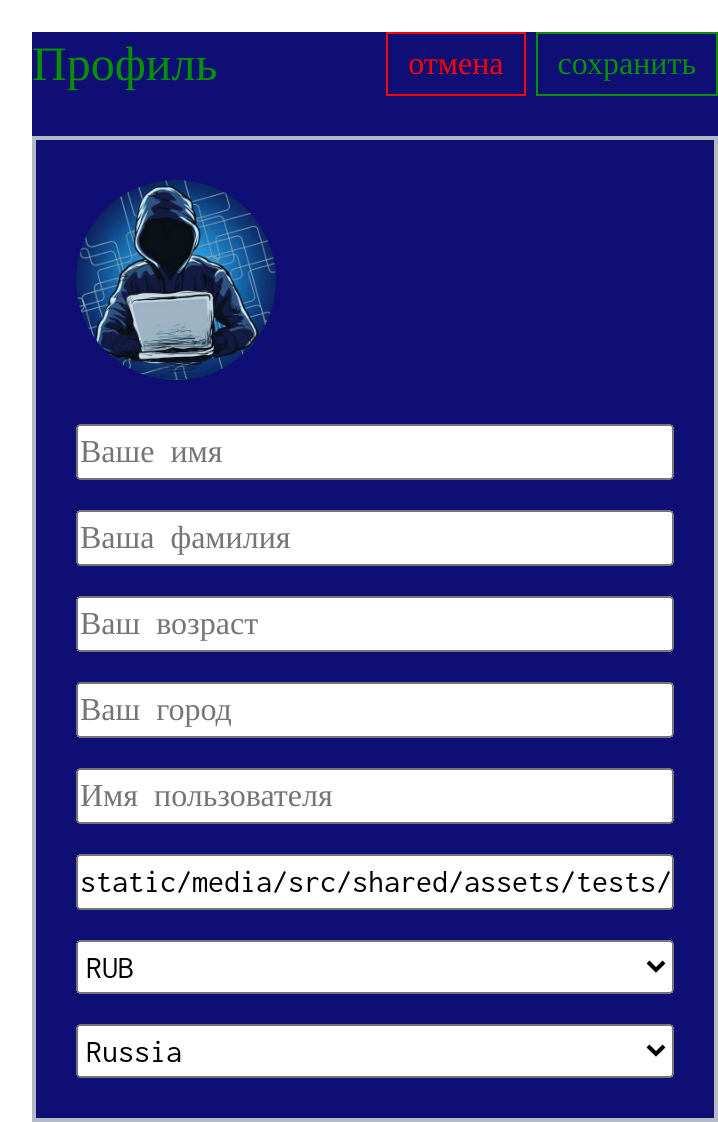 Профиль отмена сохранить
Ваше имя
Ваша фамилия
Ваш возраст
Ваш город
Имя пользователя
static/media/src/shared/assets/tests/
RUB
Russia